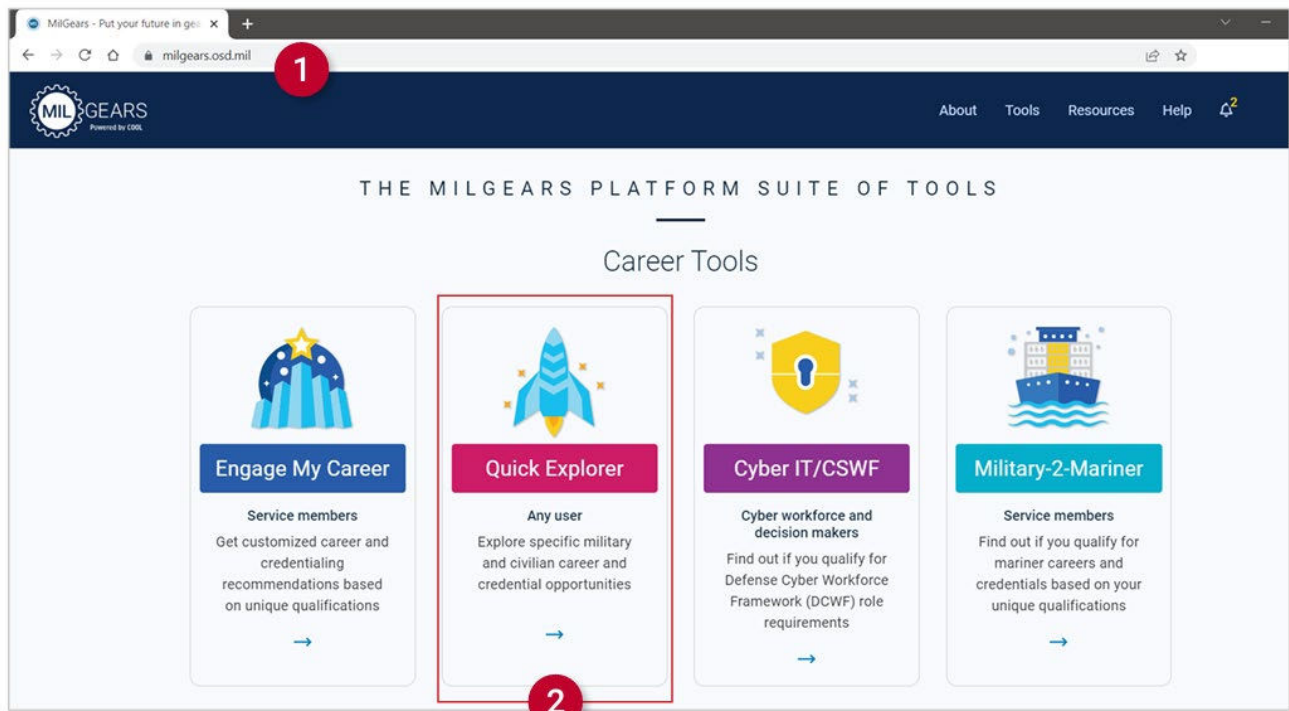 MilGears - Put your future in gea
milgears.osd.mil
1
MIL GEARS
Powered by COOL
About Tools Resources Help 2
THE MILGEARS PLATFORM SUITE OF TOOLS
Career Tools
Engage My Career
Service members
Get customized career and
credentialing
recommendations based
on unique qualifications
→
Quick Explorer
Any user
Explore specific military
and civilian career and
credential opportunities
→
2
Cyber IT/CSWF
Cyber workforce and
decision makers
Find out if you qualify for
Defense Cyber Workforce
Framework (DCWF) role
requirements
→
Military-2-Mariner
Service members
Find out if you qualify for
mariner careers and
credentials based on your
unique qualifications
→